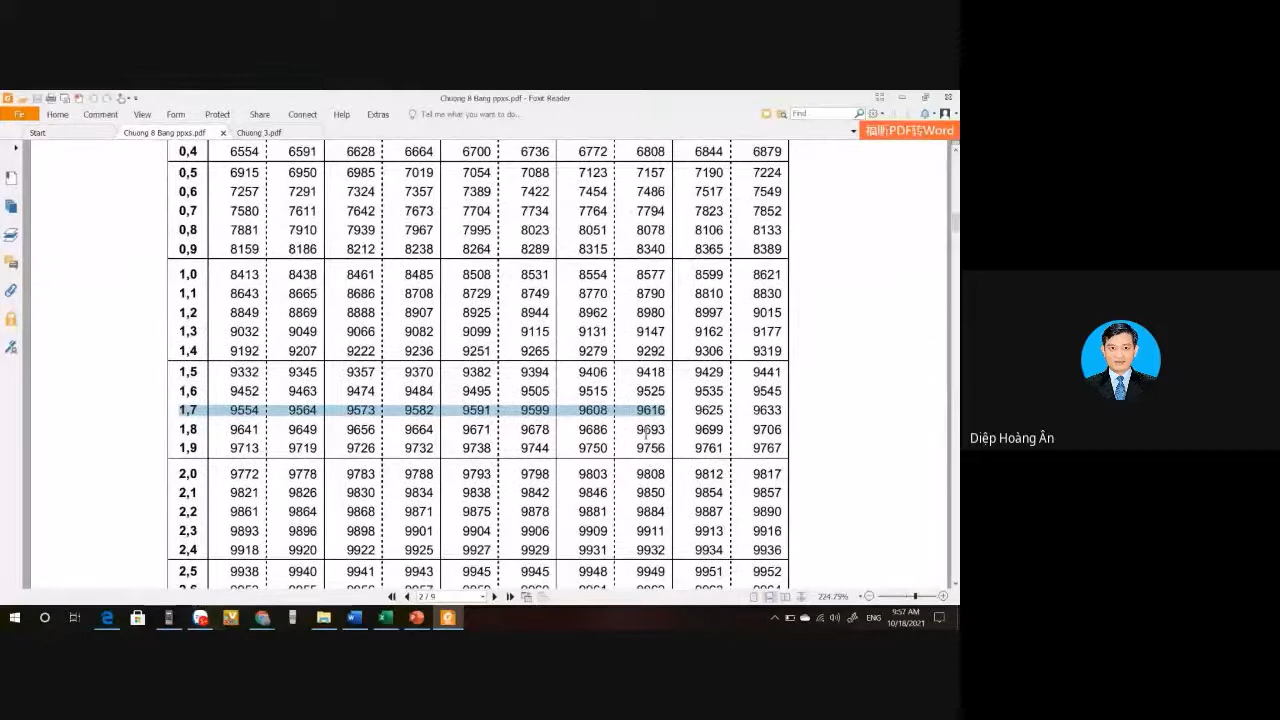 Chuong 8 Bang ppxs.pdf - Foxit Reader
File Home Comment View Form Protect Share Connect Help Extras Tell me what you want to do.. Find
Start Chuong 8 Bang ppxs.pdf Chuong 3.pdf 福昕PDF转Word
0,4 6554 6591 6628 6664 6700 6736 6772 6808 6844 6879
0,5 6915 6950 6985 7019 7054 7088 7123 7157 7190 7224
0,6 7257 7291 7324 7357 7389 7422 7454 7486 7517 7549
0,7 7580 7611 7642 7673 7704 7734 7764 7794 7823 7852
0,8 7881 7910 7939 7967 7995 8023 8051 8078 8106 8133
0,9 8159 8186 8212 8238 8264 8289 8315 8340 8365 8389
1,0 8413 8438 8461 8485 8508 8531 8554 8577 8599 8621
1,1 8643 8665 8686 8708 8729 8749 8770 8790 8810 8830
1,2 8849 8869 8888 8907 8925 8944 8962 8980 8997 9015
1,3 9032 9049 9066 9082 9099 9115 9131 9147 9162 9177
1,4 9192 9207 9222 9236 9251 9265 9279 9292 9306 9319
1,5 9332 9345 9357 9370 9382 9394 9406 9418 9429 9441
1,6 9452 9463 9474 9484 9495 9505 9515 9525 9535 9545
1,7 9554 9564 9573 9582 9591 9599 9608 9616 9625 9633
1,8 9641 9649 9656 9664 9671 9678 9686 9693 9699 9706
1,9 9713 9719 9726 9732 9738 9744 9750 9756 9761 9767
2,0 9772 9778 9783 9788 9793 9798 9803 9808 9812 9817
2,1 9821 9826 9830 9834 9838 9842 9846 9850 9854 9857
2,2 9861 9864 9868 9871 9875 9878 9881 9884 9887 9890
2,3 9893 9896 9898 9901 9904 9906 9909 9911 9913 9916
2,4 9918 9920 9922 9925 9927 9929 9931 9932 9934 9936
2,5 9938 9940 9941 9943 9945 9945 9948 9949 9951 9952
2 / 9 224.79%
ENG 9:57 AM
10/18/2021
Diệp Hoàng Ân